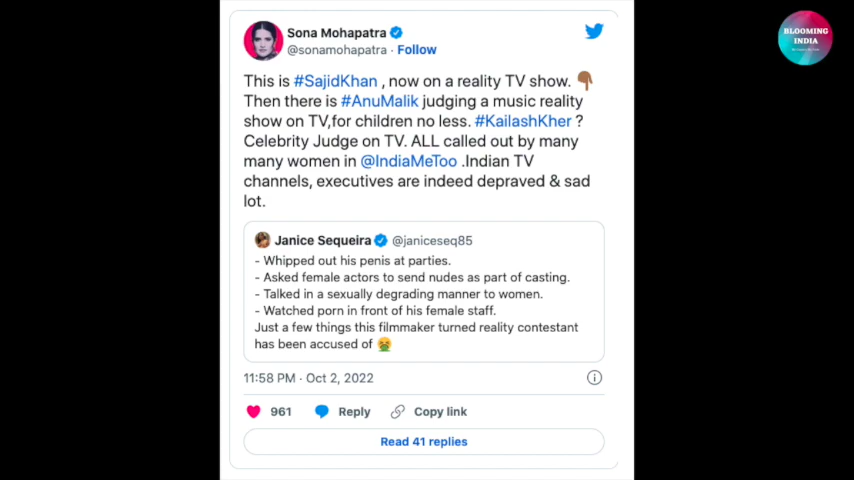 Sona Mohapatra
@sonamohapatra · Follow
This is #SajidKhan , now on a reality TV show. 👇🏾
Then there is #AnuMalik judging a music reality
show on TV,for children no less. #KailashKher ?
Celebrity Judge on TV. ALL called out by many
many women in @IndiaMeToo .Indian TV
channels, executives are indeed depraved & sad
lot.
Janice Sequeira @janiceseq85
- Whipped out his penis at parties.
- Asked female actors to send nudes as part of casting.
- Talked in a sexually degrading manner to women.
- Watched porn in front of his female staff.
Just a few things this filmmaker turned reality contestant
has been accused of 🤮
11:58 PM · Oct 2, 2022
961 Reply Copy link
Read 41 replies
BLOOMING
INDIA